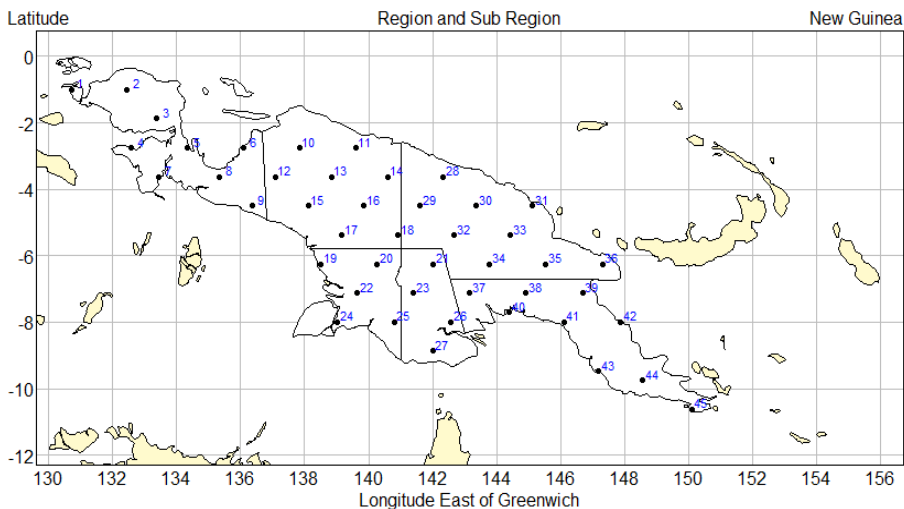 Latitude Region and Sub Region New Guinea
0
1 2
-2
3
4 5 6 10 11
7 8 12 13 14 28
-4
9 15 16 29 30 31
17 18 32 33
-6
19 20 21 34 35 36
22 23 37 38 39
-8
24 25 26 40 41 42
27
43 44
-10
45
-12
130 132 134 136 138 140 142 144 146 148 150 152 154 156
Longitude East of Greenwich